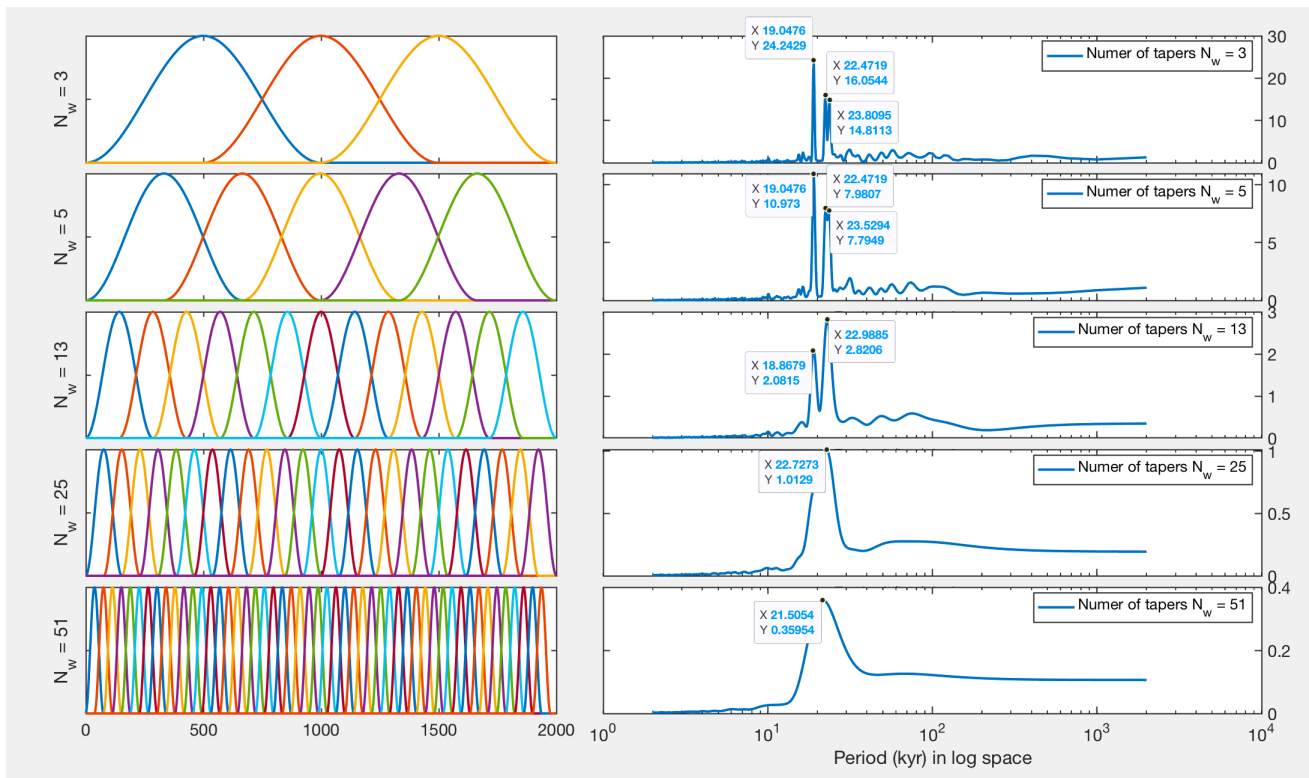 N_w = 3
X 19.0476
Y 24.2429
X 22.4719
Y 16.0544
X 23.8095
Y 14.8113
Numer of tapers N_w = 3
30
20
10
0
N_w = 5
X 19.0476
Y 10.973
X 22.4719
Y 7.9807
X 23.5294
Y 7.7949
Numer of tapers N_w = 5
10
5
0
N_w = 13
X 18.8679
Y 2.0815
X 22.9885
Y 2.8206
Numer of tapers N_w = 13
3
2
1
0
N_w = 25
X 22.7273
Y 1.0129
Numer of tapers N_w = 25
1
0.5
0
N_w = 51
X 21.5054
Y 0.35954
Numer of tapers N_w = 51
0.4
0.2
0
0 500 1000 1500 2000
10^0 10^1 10^2 10^3 10^4
Period (kyr) in log space